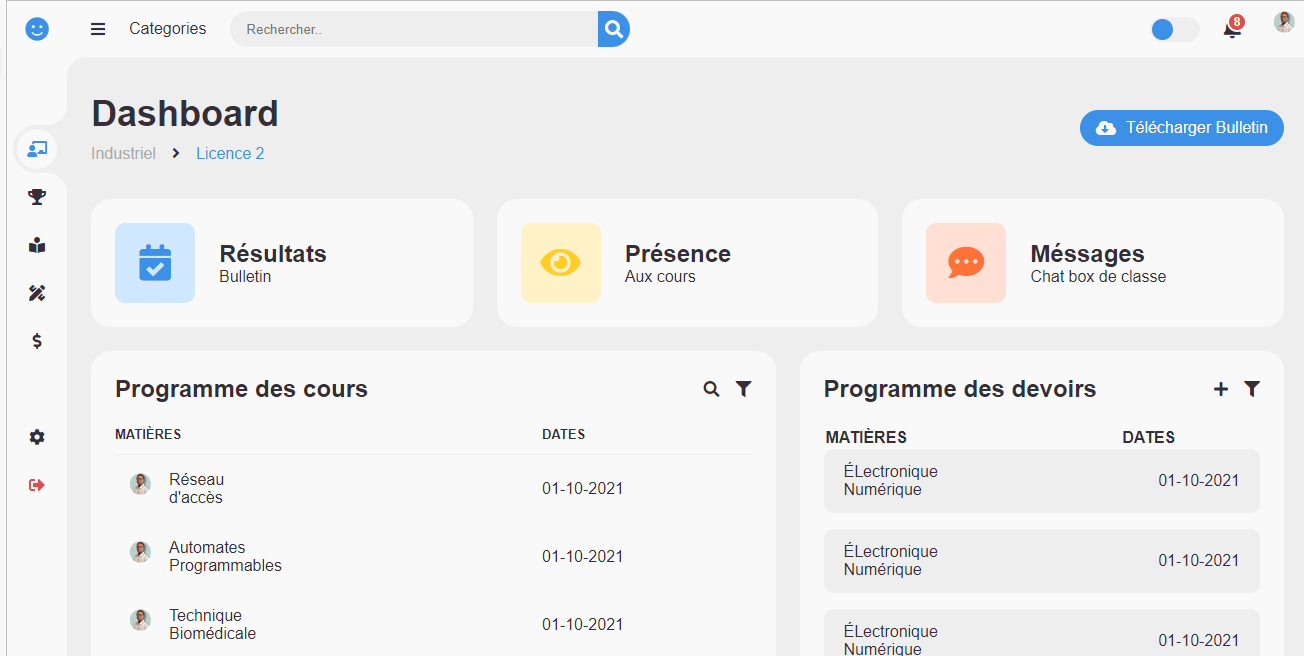 Categories
Rechercher..
8
Dashboard
Industriel
Licence 2
Télécharger Bulletin
Résultats
Bulletin
Présence
Aux cours
Méssages
Chat box de classe
Programme des cours
MATIÈRES DATES
Réseau
d'accès
01-10-2021
Automates
Programmables
01-10-2021
Technique
Biomédicale
01-10-2021
Programme des devoirs
MATIÈRES DATES
ÉLectronique
Numérique
01-10-2021
ÉLectronique
Numérique
01-10-2021
ÉLectronique
Numérique
01-10-2021